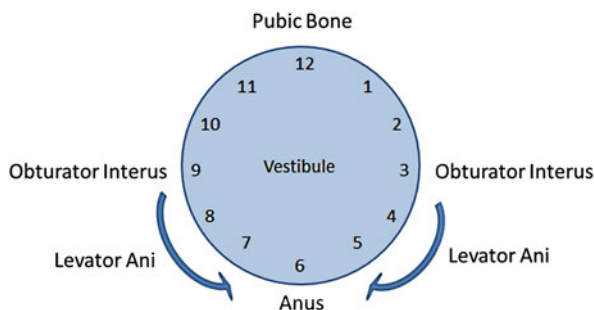 Pubic Bone
12
11 1
10 2
Obturator Interus 9 Vestibule 3 Obturator Interus
8 4
Levator Ani 7 5 Levator Ani
6
Anus